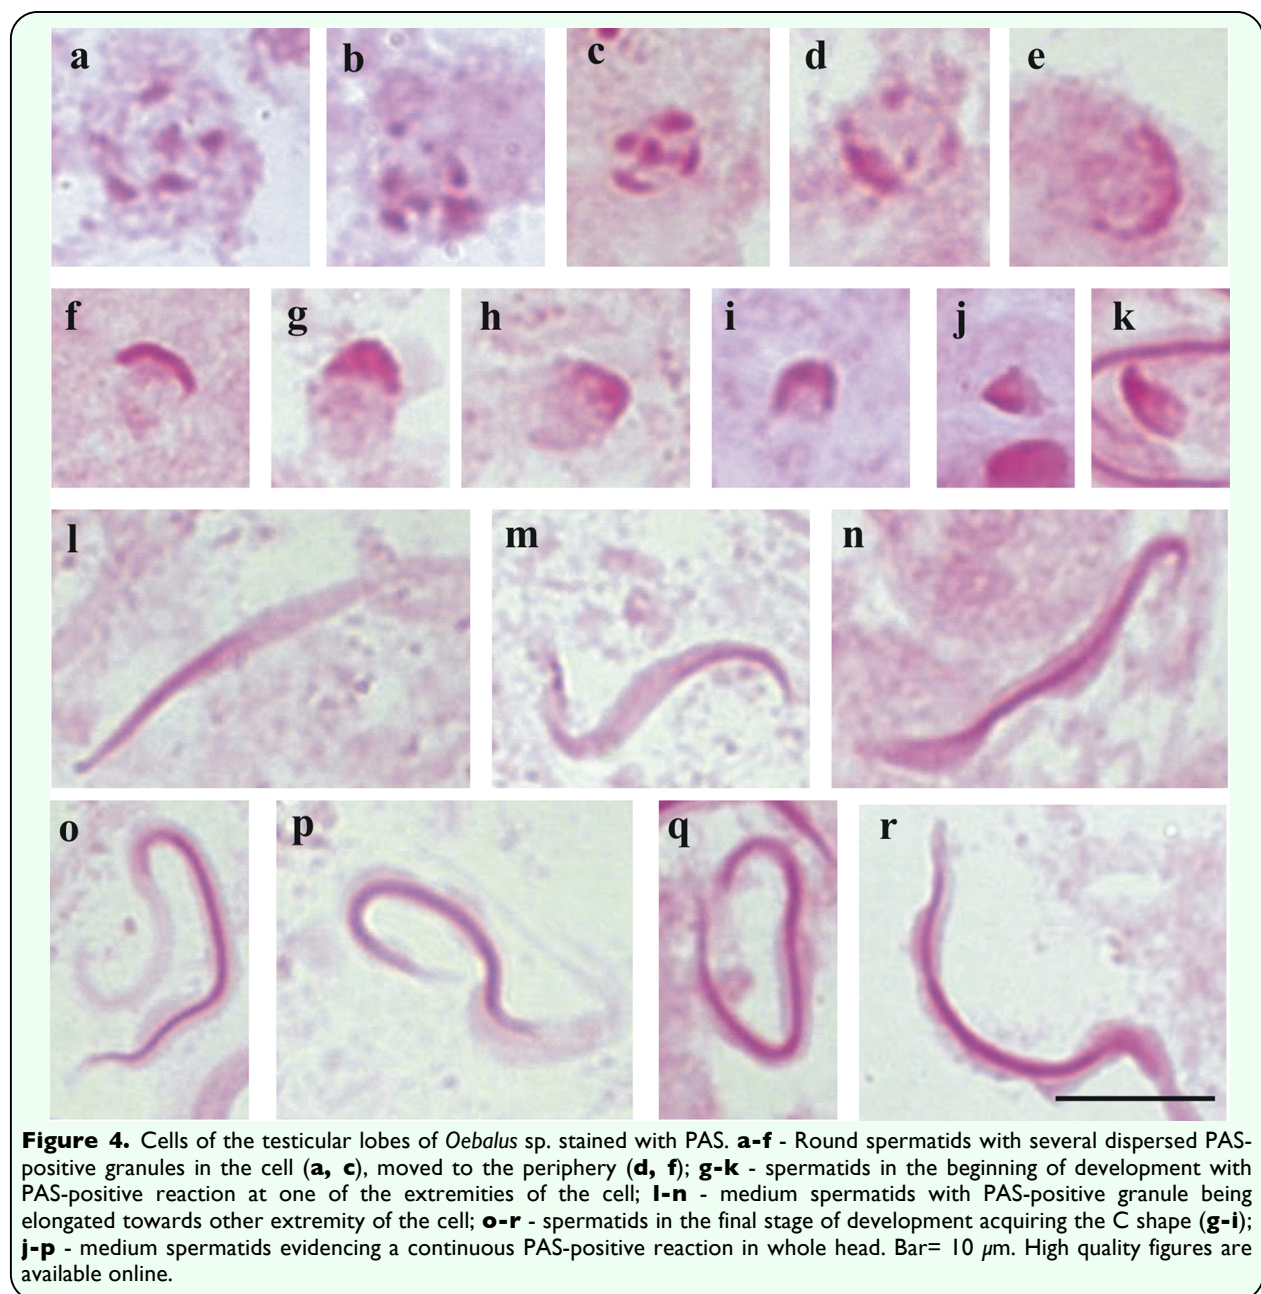 a b c d e
f g h i j k
l m n
o p q r
Figure 4. Cells of the testicular lobes of Oebalus sp. stained with PAS. a-f - Round spermatids with several dispersed PAS-
positive granules in the cell (a, c), moved to the periphery (d, f); g-k - spermatids in the beginning of development with
PAS-positive reaction at one of the extremities of the cell; l-n - medium spermatids with PAS-positive granule being
elongated towards other extremity of the cell; o-r - spermatids in the final stage of development acquiring the C shape (g-i);
j-p - medium spermatids evidencing a continuous PAS-positive reaction in whole head. Bar= 10 µm. High quality figures are
available online.